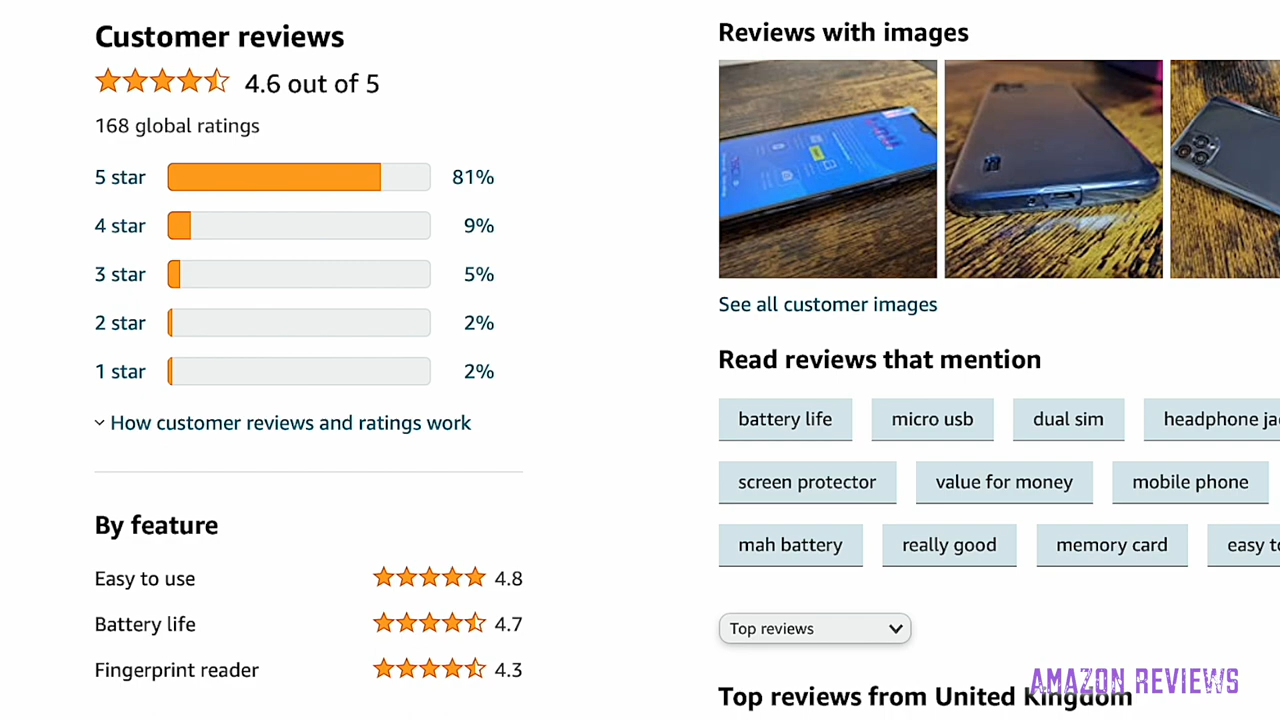 Customer reviews
4.6 out of 5
168 global ratings
5 star 81%
4 star 9%
3 star 5%
2 star 2%
1 star 2%
How customer reviews and ratings work
By feature
Easy to use 4.8
Battery life 4.7
Fingerprint reader 4.3
Reviews with images
See all customer images
Read reviews that mention
battery life micro usb dual sim headphone ja
screen protector value for money mobile phone
mah battery really good memory card easy to
Top reviews
Top reviews from United Kingdom
AMAZON REVIEWS